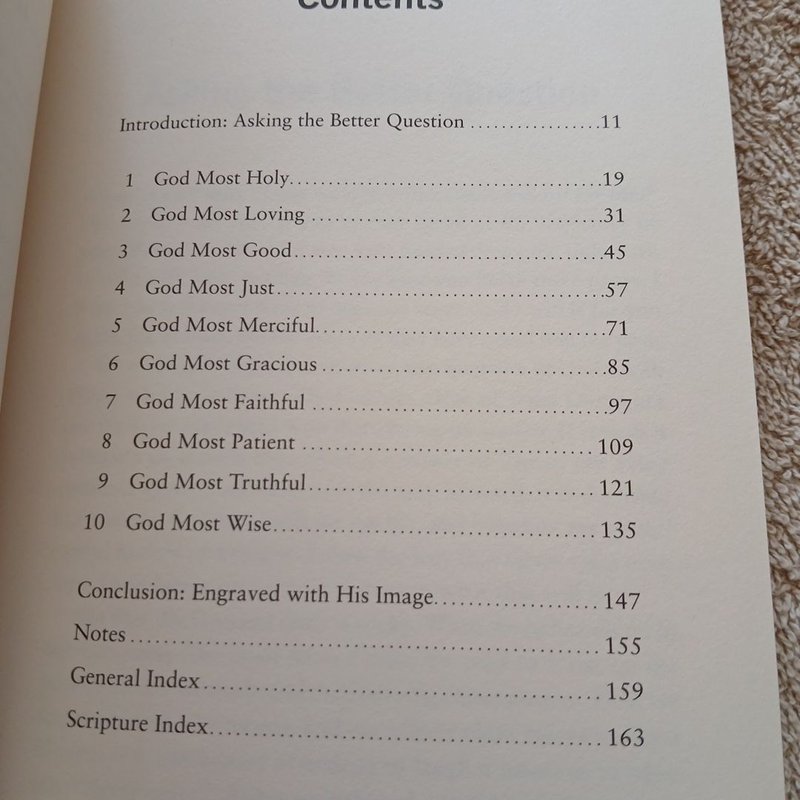 Contents
Introduction: Asking the Better Question .................11
1 God Most Holy.................................19
2 God Most Loving ...............................31
3 God Most Good.................................45
4 God Most Just...................................57
5 God Most Merciful..............................71
6 God Most Gracious ..............................85
7 God Most Faithful ...............................97
8 God Most Patient ............................... 109
9 God Most Truthful............................... 121
10 God Most Wise................................... 135
Conclusion: Engraved with His Image.................. 147
Notes .................................................... 155
General Index........................................... 159
Scripture Index.......................................... 163